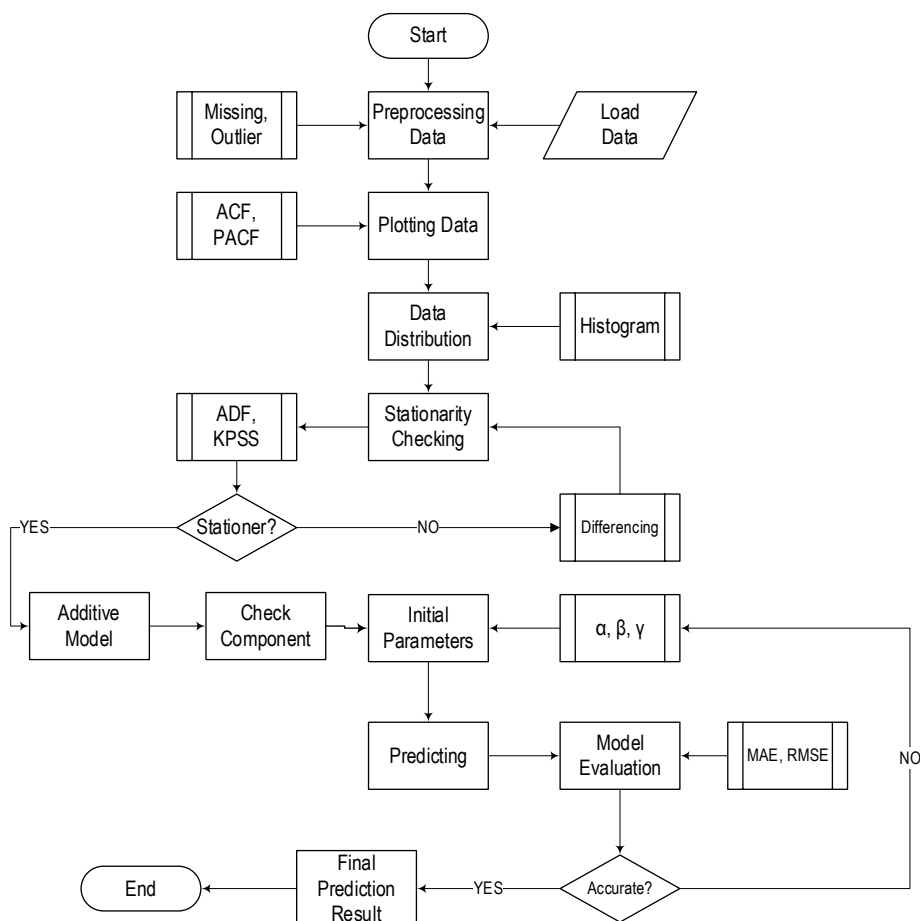 Start
Missing,
Outlier
Preprocessing
Data
Load
Data
ACF,
PACF
Plotting Data
Data
Distribution
Histogram
ADF,
KPSS
Stationarity
Checking
YES
Stationer?
NO
Differencing
Additive
Model
Check
Component
Initial
Parameters
α, β, γ
Predicting
Model
Evaluation
MAE, RMSE
NO
End
Final
Prediction
Result
YES
Accurate?